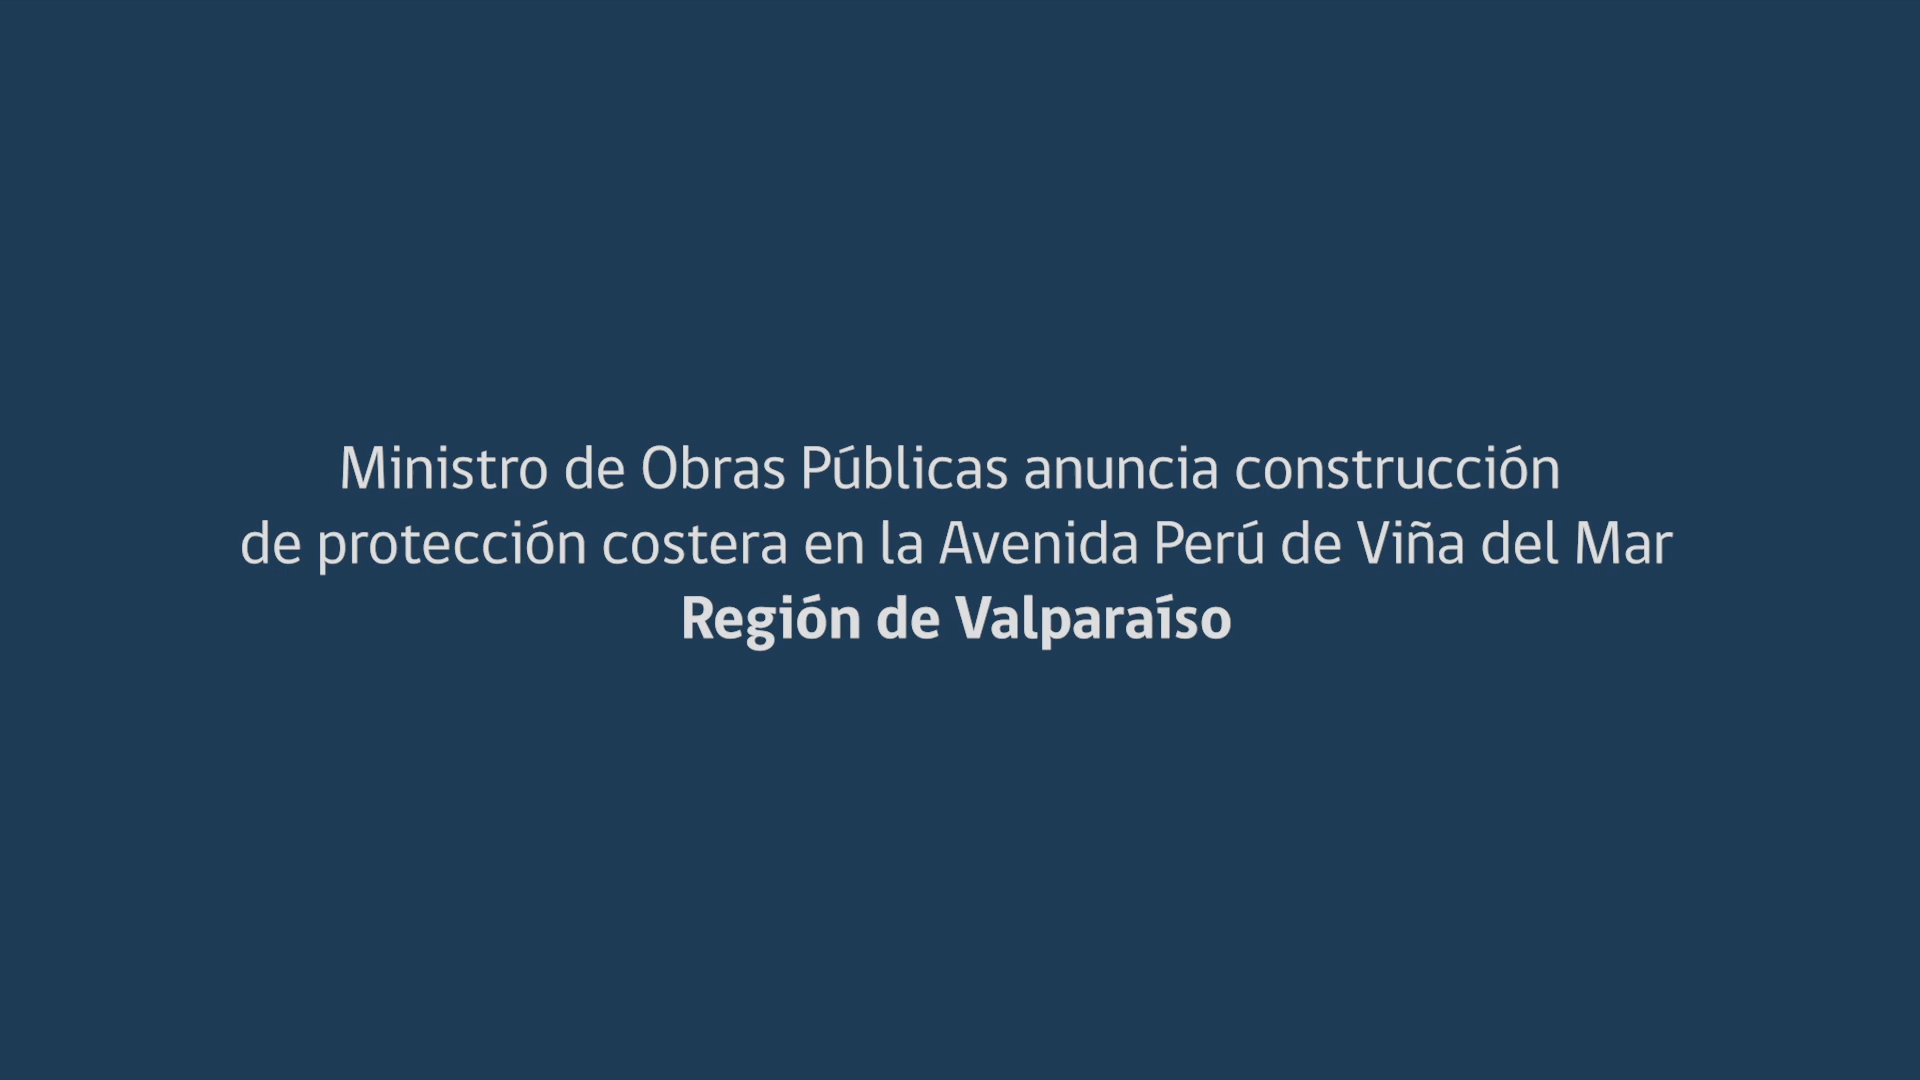 Ministro de Obras Públicas anuncia construcción
de protección costera en la Avenida Perú de Viña del Mar
Región de Valparaíso